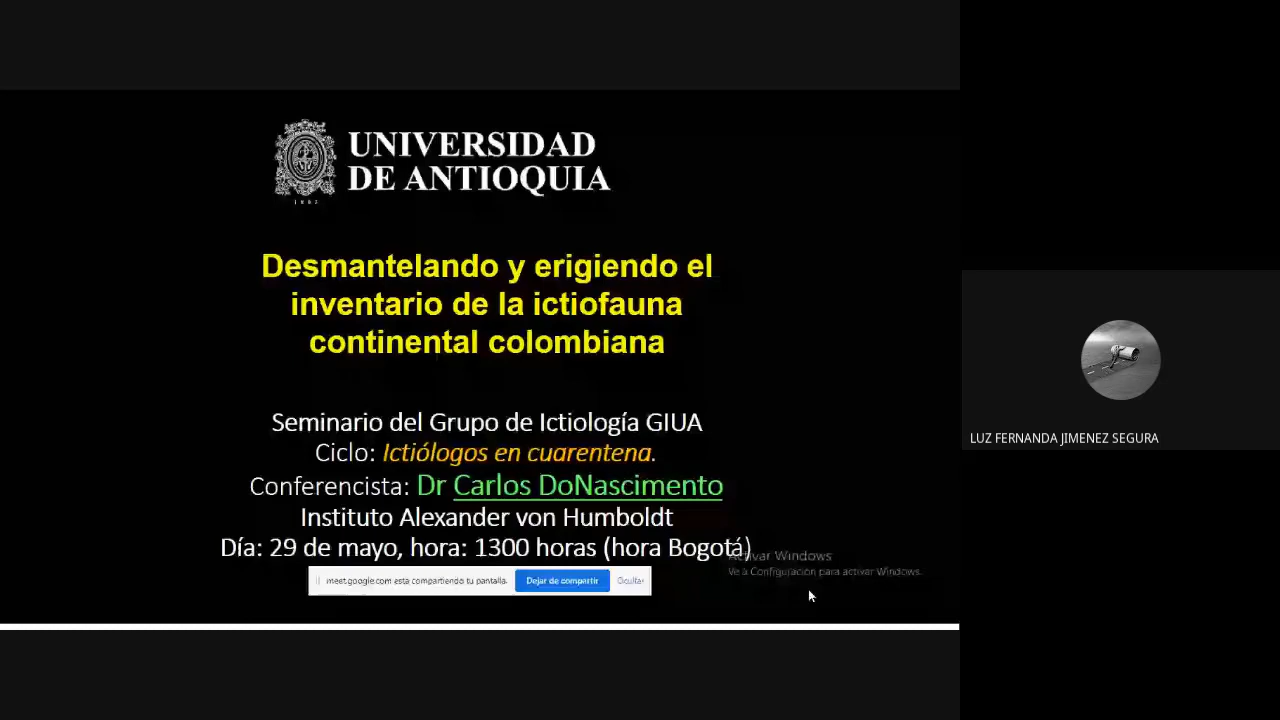 UNIVERSIDAD
DE ANTIOQUIA
1803
Desmantelando y erigiendo el
inventario de la ictiofauna
continental colombiana
Seminario del Grupo de Ictiología GIUA
Ciclo: Ictiólogos en cuarentena.
Conferencista: Dr Carlos DoNascimento
Instituto Alexander von Humboldt
Día: 29 de mayo, hora: 1300 horas (hora Bogotá)
Activar Windows
Ve a Configuración para activar Windows.
meet.google.com está compartiendo tu pantalla.
Dejar de compartir
Ocultar
LUZ FERNANDA JIMENEZ SEGURA